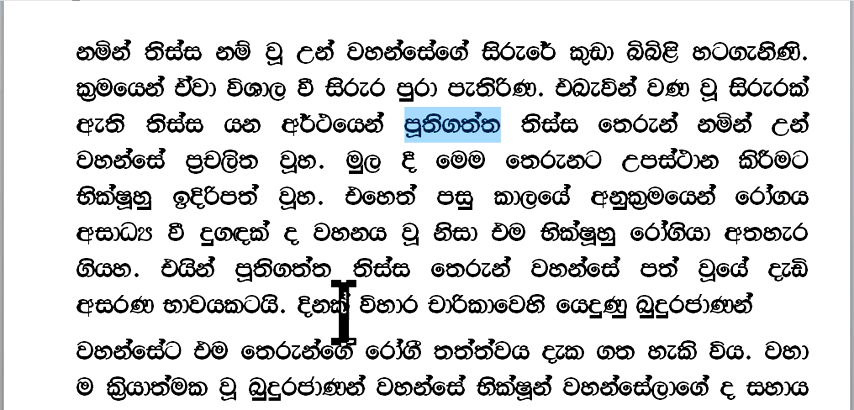 නමින් තිස්ස නම් වූ උන් වහන්සේගේ සිරුරේ කුඩා බිබිළි හටගැනිණි.
ක්‍රමයෙන් ඒවා විශාල වී සිරුර පුරා පැතිරිණ. එබැවින් වණ වූ සිරුරක්
ඇති තිස්ස යන අර්ථයෙන් පූතිගත්ත තිස්ස තෙරුන් නමින් උන්
වහන්සේ ප්‍රචලිත වූහ. මුල දී මෙම තෙරුනට උපස්ථාන කිරීමට
භික්ෂූහු ඉදිරිපත් වූහ. එහෙත් පසු කාලයේ අනුක්‍රමයෙන් රෝගය
අසාධ්‍ය වී දුගඳක් ද වහනය වූ නිසා එම භික්ෂූහු රෝගියා අතහැර
ගියහ. එයින් පූතිගත්ත තිස්ස තෙරුන් වහන්සේ පත් වූයේ දැඩි
අසරණ භාවයකටයි. දිනක් විහාර චාරිකාවෙහි යෙදුණු බුදුරජාණන්
වහන්සේට එම තෙරුන්ගේ රෝගී තත්ත්වය දැක ගත හැකි විය. වහා
ම ක්‍රියාත්මක වූ බුදුරජාණන් වහන්සේ භික්ෂූන් වහන්සේලාගේ ද සහාය